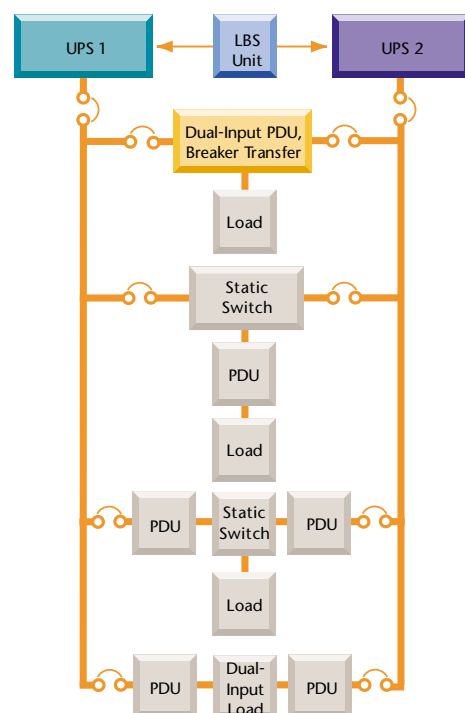 UPS 1
LBS
Unit
UPS 2
Dual-Input PDU,
Breaker Transfer
Load
Static
Switch
PDU
Load
PDU
Static
Switch
PDU
Load
PDU
Dual-
Input
Load
PDU